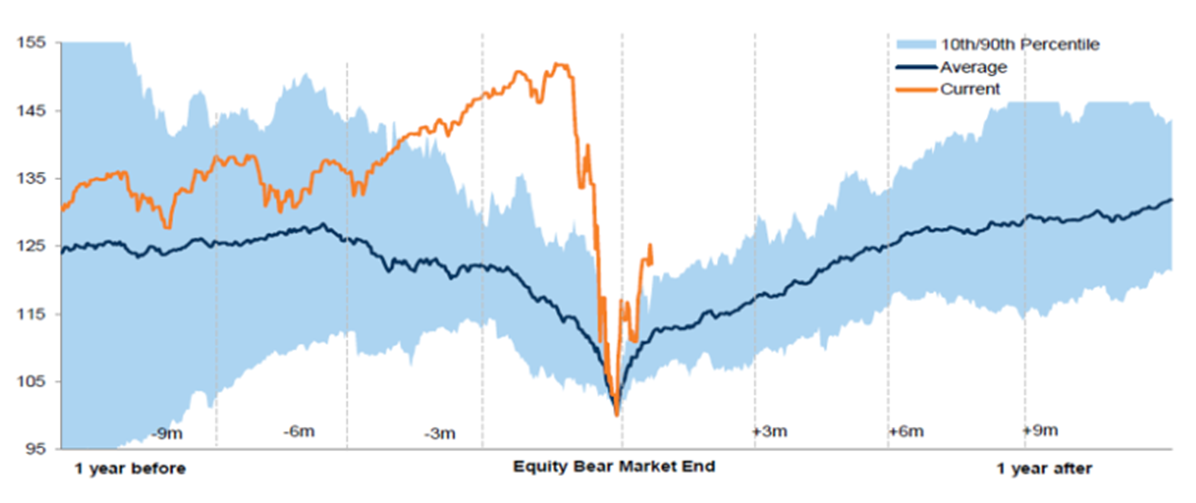 155
145
135
125
115
105
95
10th/90th Percentile
Average
Current
-9m
-6m
-3m
+3m
+6m
+9m
1 year before
Equity Bear Market End
1 year after